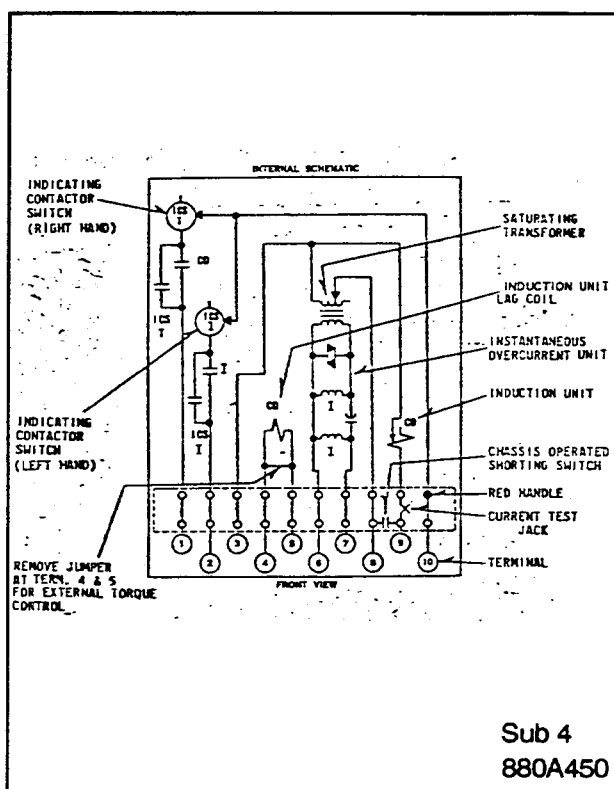 INTERNAL SCHEMATIC
INDICATING
CONTACTOR
SWITCH
(RIGHT HAND)
ICS
I
CO
ICS
I
ICS
I
I
ICS
I
INDICATING
CONTACTOR
SWITCH
(LEFT HAND)
CO
I
I
CO
SATURATING
TRANSFORMER
INDUCTION UNIT
LAG COIL
INSTANTANEOUS
OVERCURRENT UNIT
INDUCTION UNIT
CHASSIS OPERATED
SHORTING SWITCH
RED HANDLE
CURRENT TEST
JACK
TERMINAL
REMOVE JUMPER
AT TERM. 4 & 5
FOR EXTERNAL TORQUE
CONTROL
1
2
3
4
5
6
7
8
9
10
FRONT VIEW
Sub 4
880A450